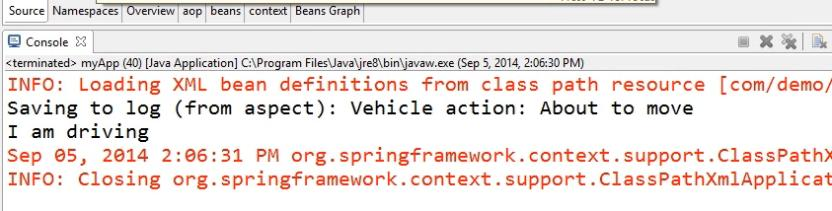 Source Namespaces Overview aop beans context Beans Graph
Console
<terminated> myApp (40) [Java Application] C:\Program Files\Java\jre8\bin\javaw.exe (Sep 5, 2014, 2:06:30 PM)
INFO: Loading XML bean definitions from class path resource [com/demo/
Saving to log (from aspect): Vehicle action: About to move
I am driving
Sep 05, 2014 2:06:31 PM org.springframework.context.support.ClassPathX
INFO: Closing org.springframework.context.support.ClassPathXmlApplicat